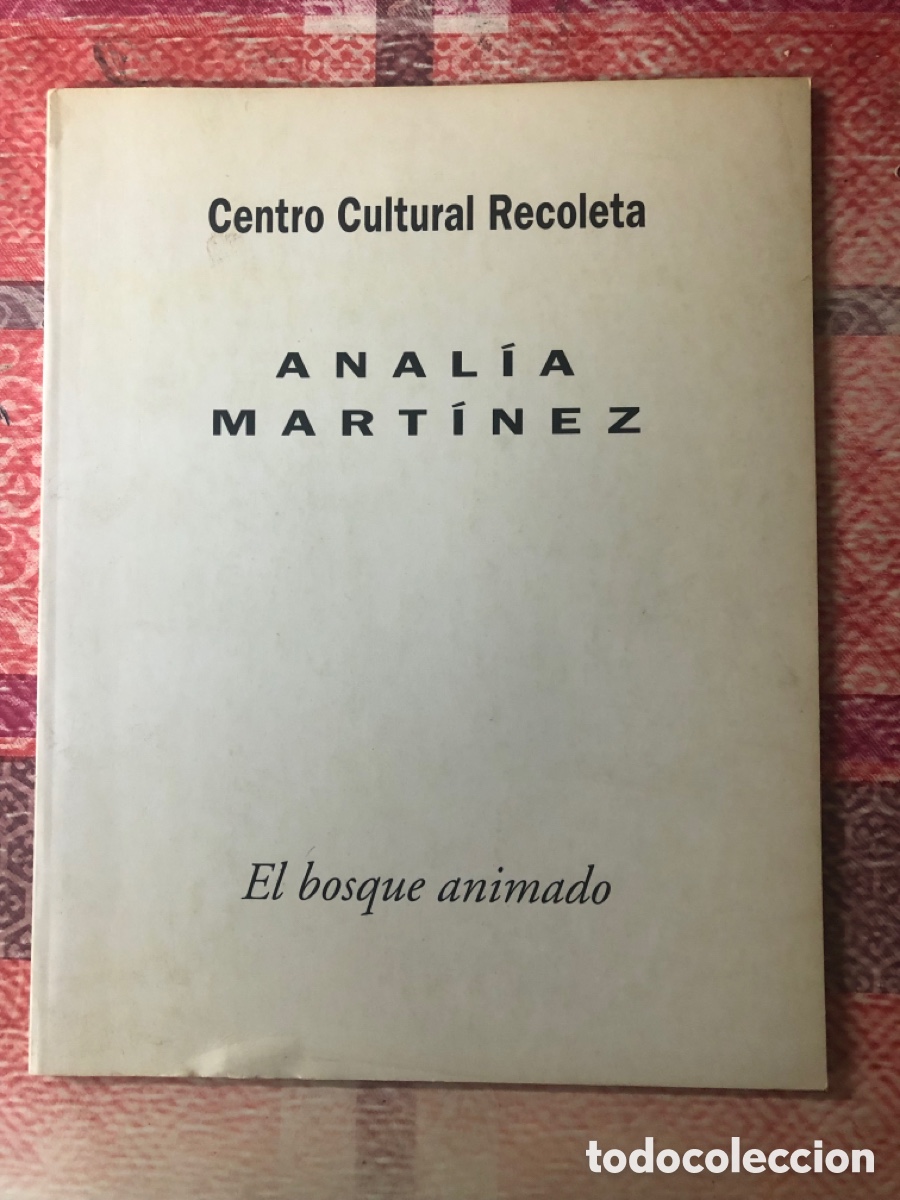 Centro Cultural Recoleta
ANALÍA
MARTÍNEZ
El bosque animado
todocoleccion